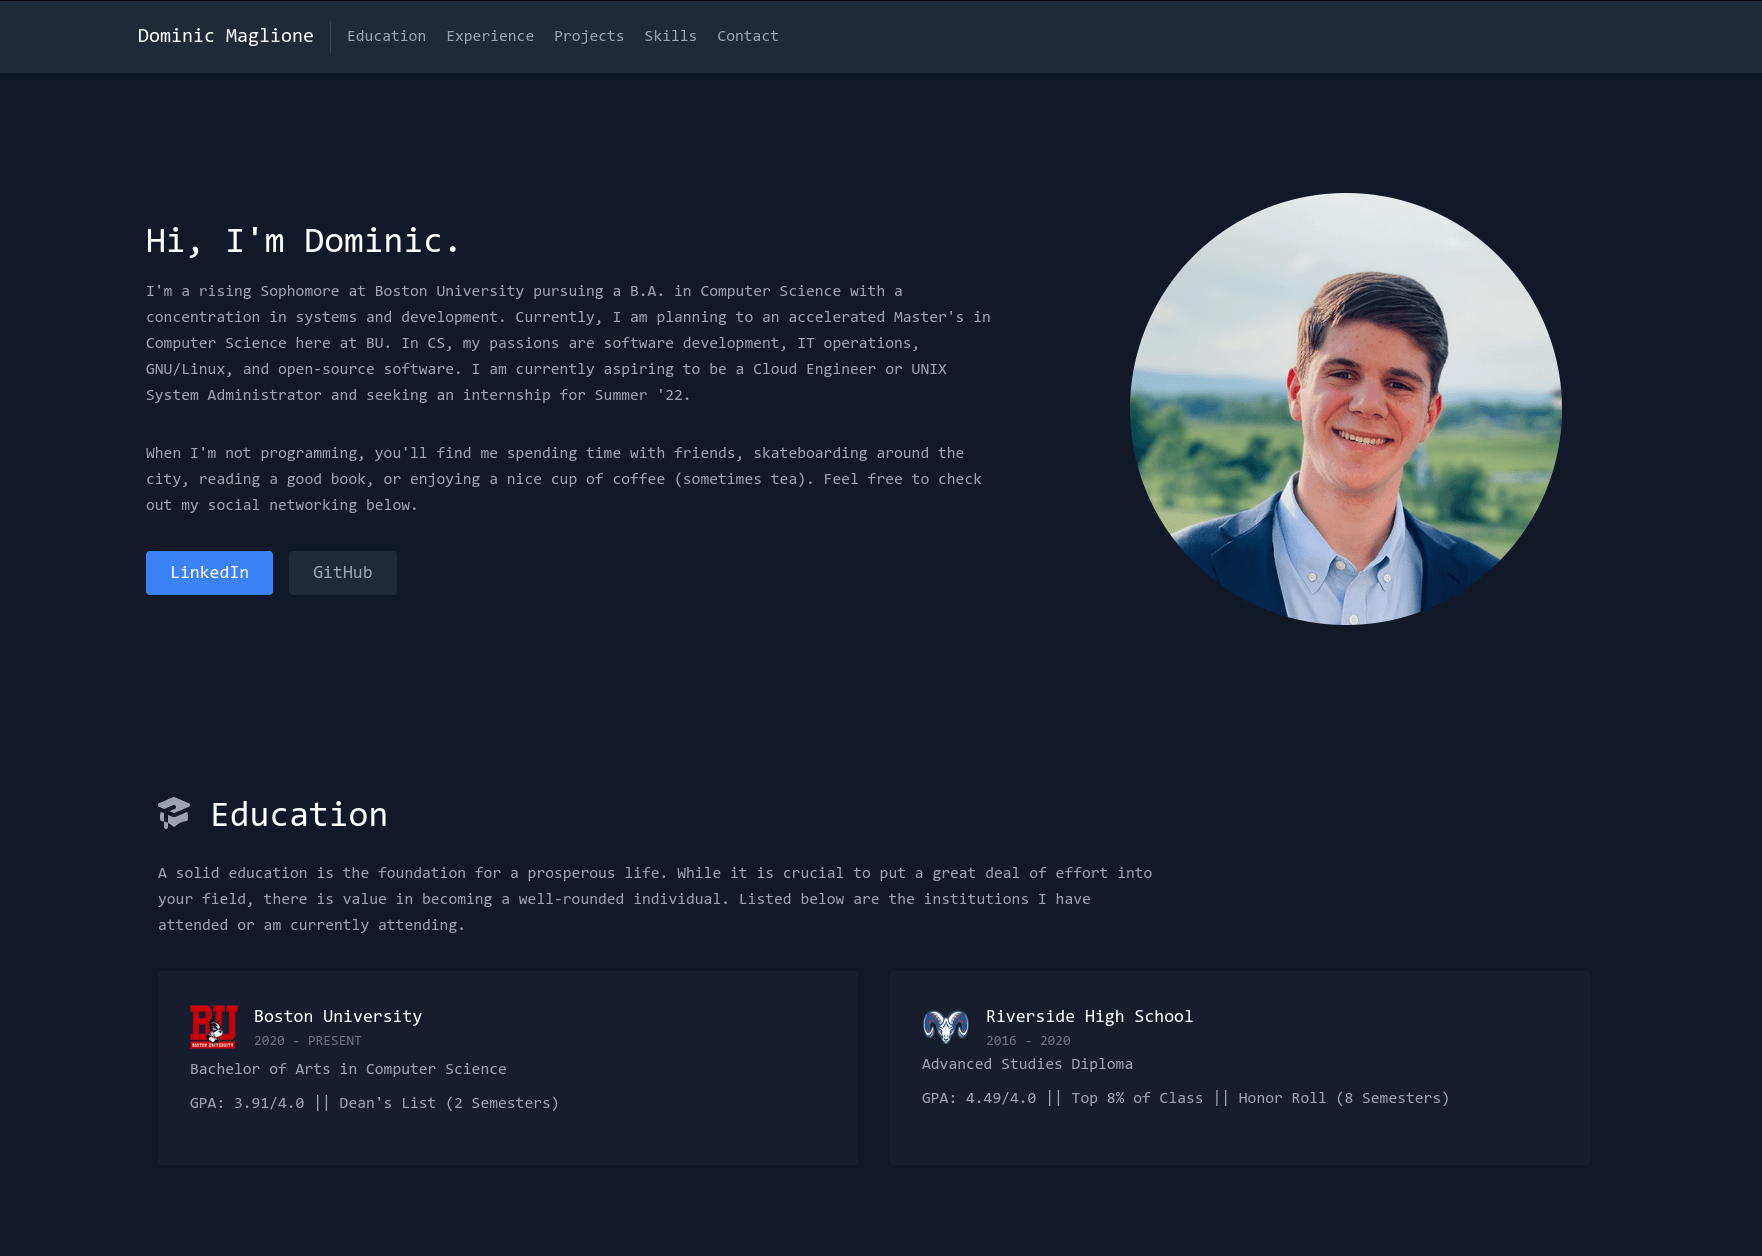 Dominic Maglione
Education Experience Projects Skills Contact
Hi, I'm Dominic.
I'm a rising Sophomore at Boston University pursuing a B.A. in Computer Science with a
concentration in systems and development. Currently, I am planning to an accelerated Master's in
Computer Science here at BU. In CS, my passions are software development, IT operations,
GNU/Linux, and open-source software. I am currently aspiring to be a Cloud Engineer or UNIX
System Administrator and seeking an internship for Summer '22.
When I'm not programming, you'll find me spending time with friends, skateboarding around the
city, reading a good book, or enjoying a nice cup of coffee (sometimes tea). Feel free to check
out my social networking below.
LinkedIn GitHub
Education
A solid education is the foundation for a prosperous life. While it is crucial to put a great deal of effort into
your field, there is value in becoming a well-rounded individual. Listed below are the institutions I have
attended or am currently attending.
BU
BOSTON UNIVERSITY
Boston University
2020 - PRESENT
Bachelor of Arts in Computer Science
GPA: 3.91/4.0 || Dean's List (2 Semesters)
Riverside High School
2016 - 2020
Advanced Studies Diploma
GPA: 4.49/4.0 || Top 8% of Class || Honor Roll (8 Semesters)